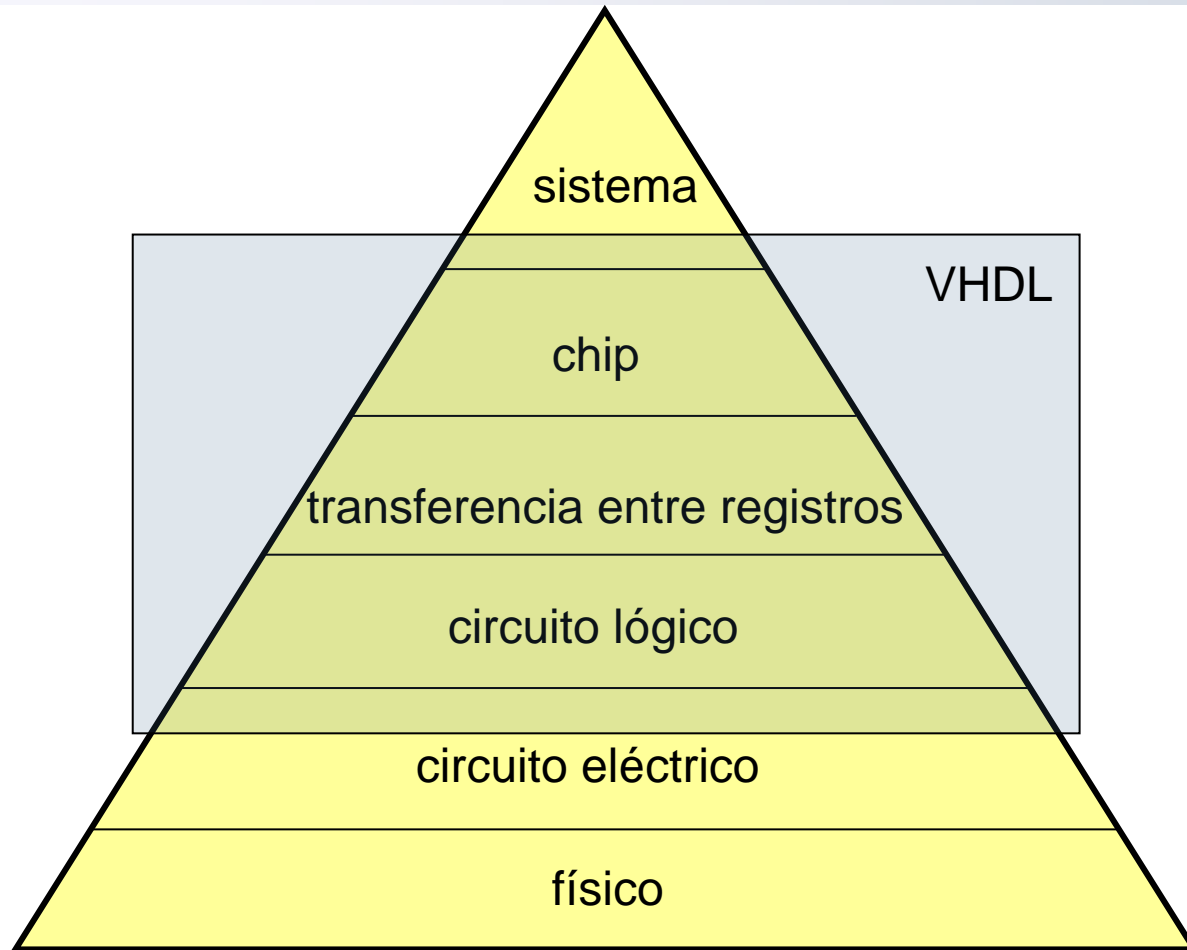 sistema
VHDL
chip
transferencia entre registros
circuito lógico
circuito eléctrico
físico